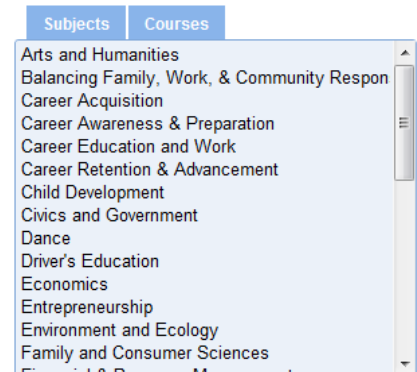 Subjects Courses
Arts and Humanities
Balancing Family, Work, & Community Respon
Career Acquisition
Career Awareness & Preparation
Career Education and Work
Career Retention & Advancement
Child Development
Civics and Government
Dance
Driver's Education
Economics
Entrepreneurship
Environment and Ecology
Family and Consumer Sciences